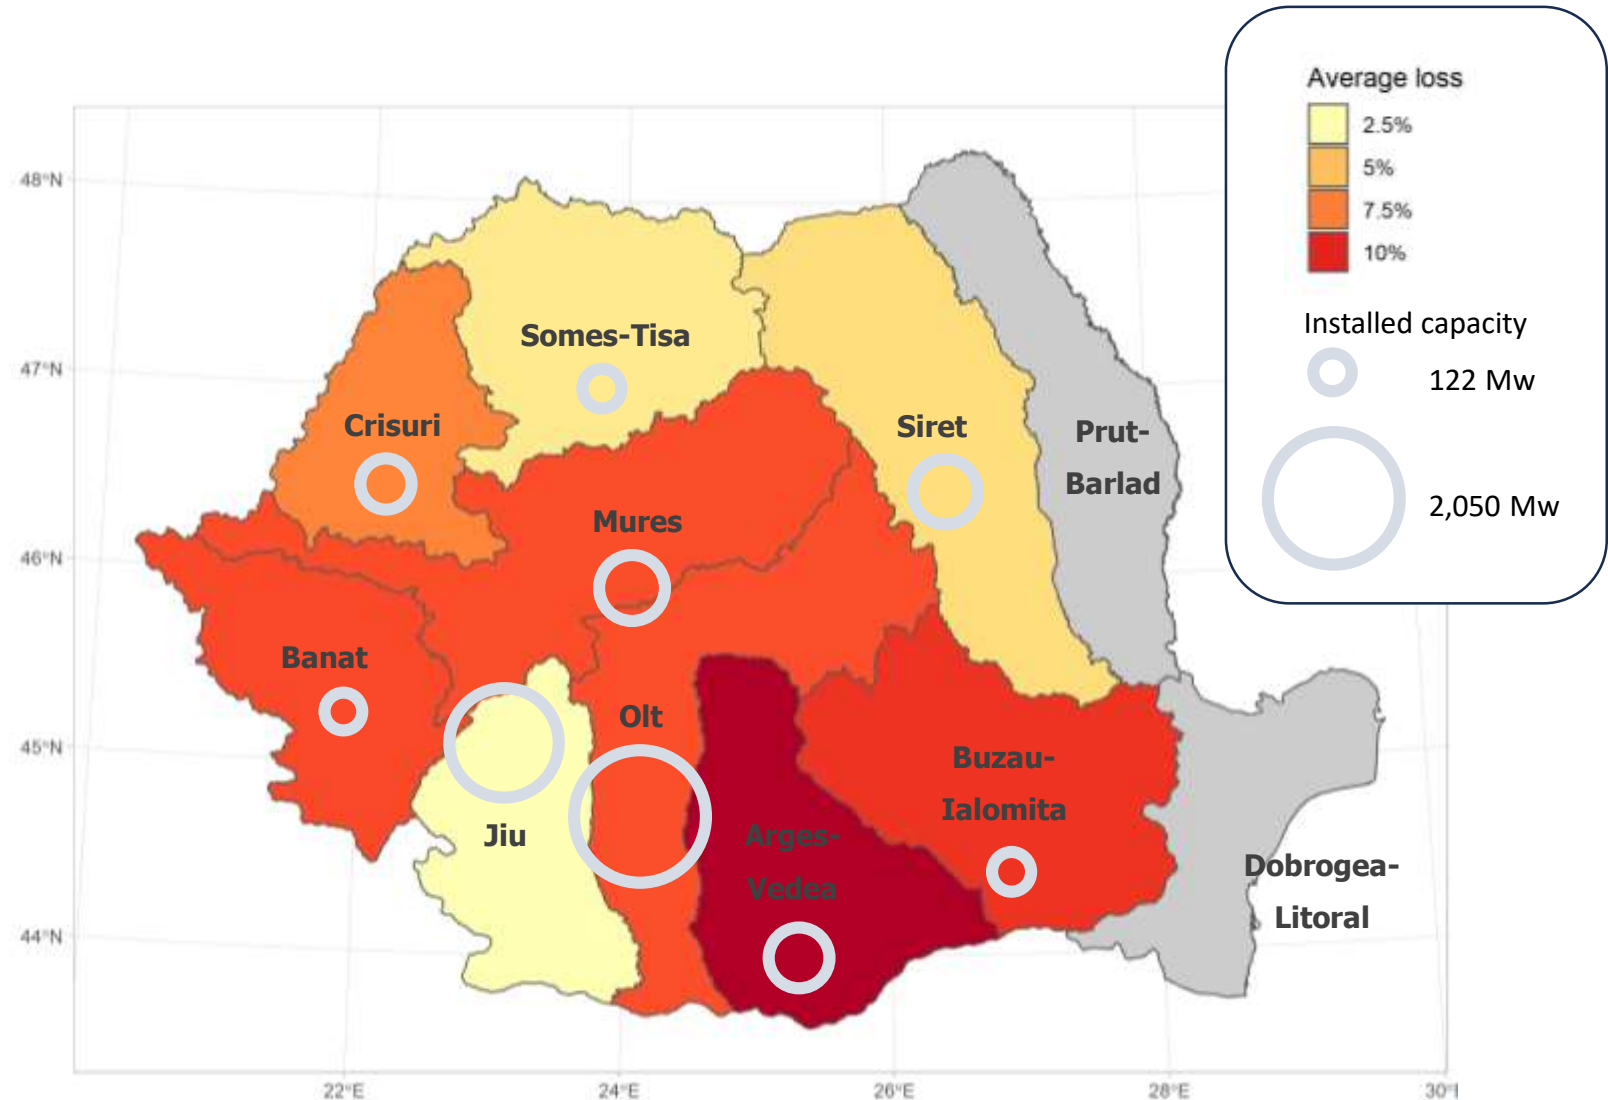 Average loss
2.5%
5%
7.5%
10%
Installed capacity
122 Mw
2,050 Mw
48°N
47°N
46°N
45°N
44°N
Somes-Tisa
Crisuri
Siret
Prut-
Barlad
Mures
Banat
Olt
Jiu
Buzau-
Ialomita
Arges-
Vedea
Dobrogea-
Litoral
22°E
24°E
26°E
28°E
30°